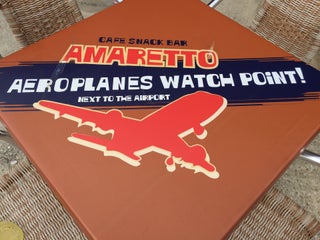 CAFE SNACK BAR
AMARETTO
AEROPLANES WATCH POINT!
NEXT TO THE AIRPORT